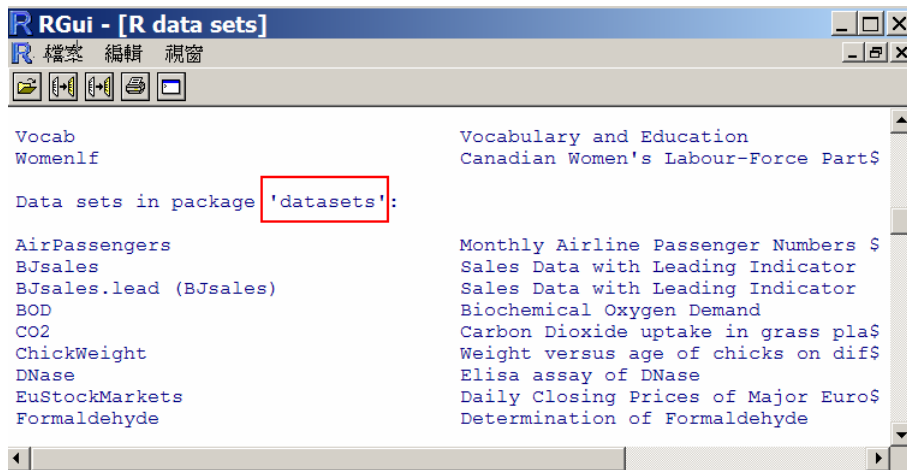 RGui - [R data sets]
檔案 編輯 視窗
Vocab Vocabulary and Education
Womenlf Canadian Women's Labour-Force Part$
Data sets in package 'datasets':
AirPassengers Monthly Airline Passenger Numbers $
BJsales Sales Data with Leading Indicator
BJsales.lead (BJsales) Sales Data with Leading Indicator
BOD Biochemical Oxygen Demand
CO2 Carbon Dioxide uptake in grass pla$
ChickWeight Weight versus age of chicks on dif$
DNase Elisa assay of DNase
EuStockMarkets Daily Closing Prices of Major Euro$
Formaldehyde Determination of Formaldehyde